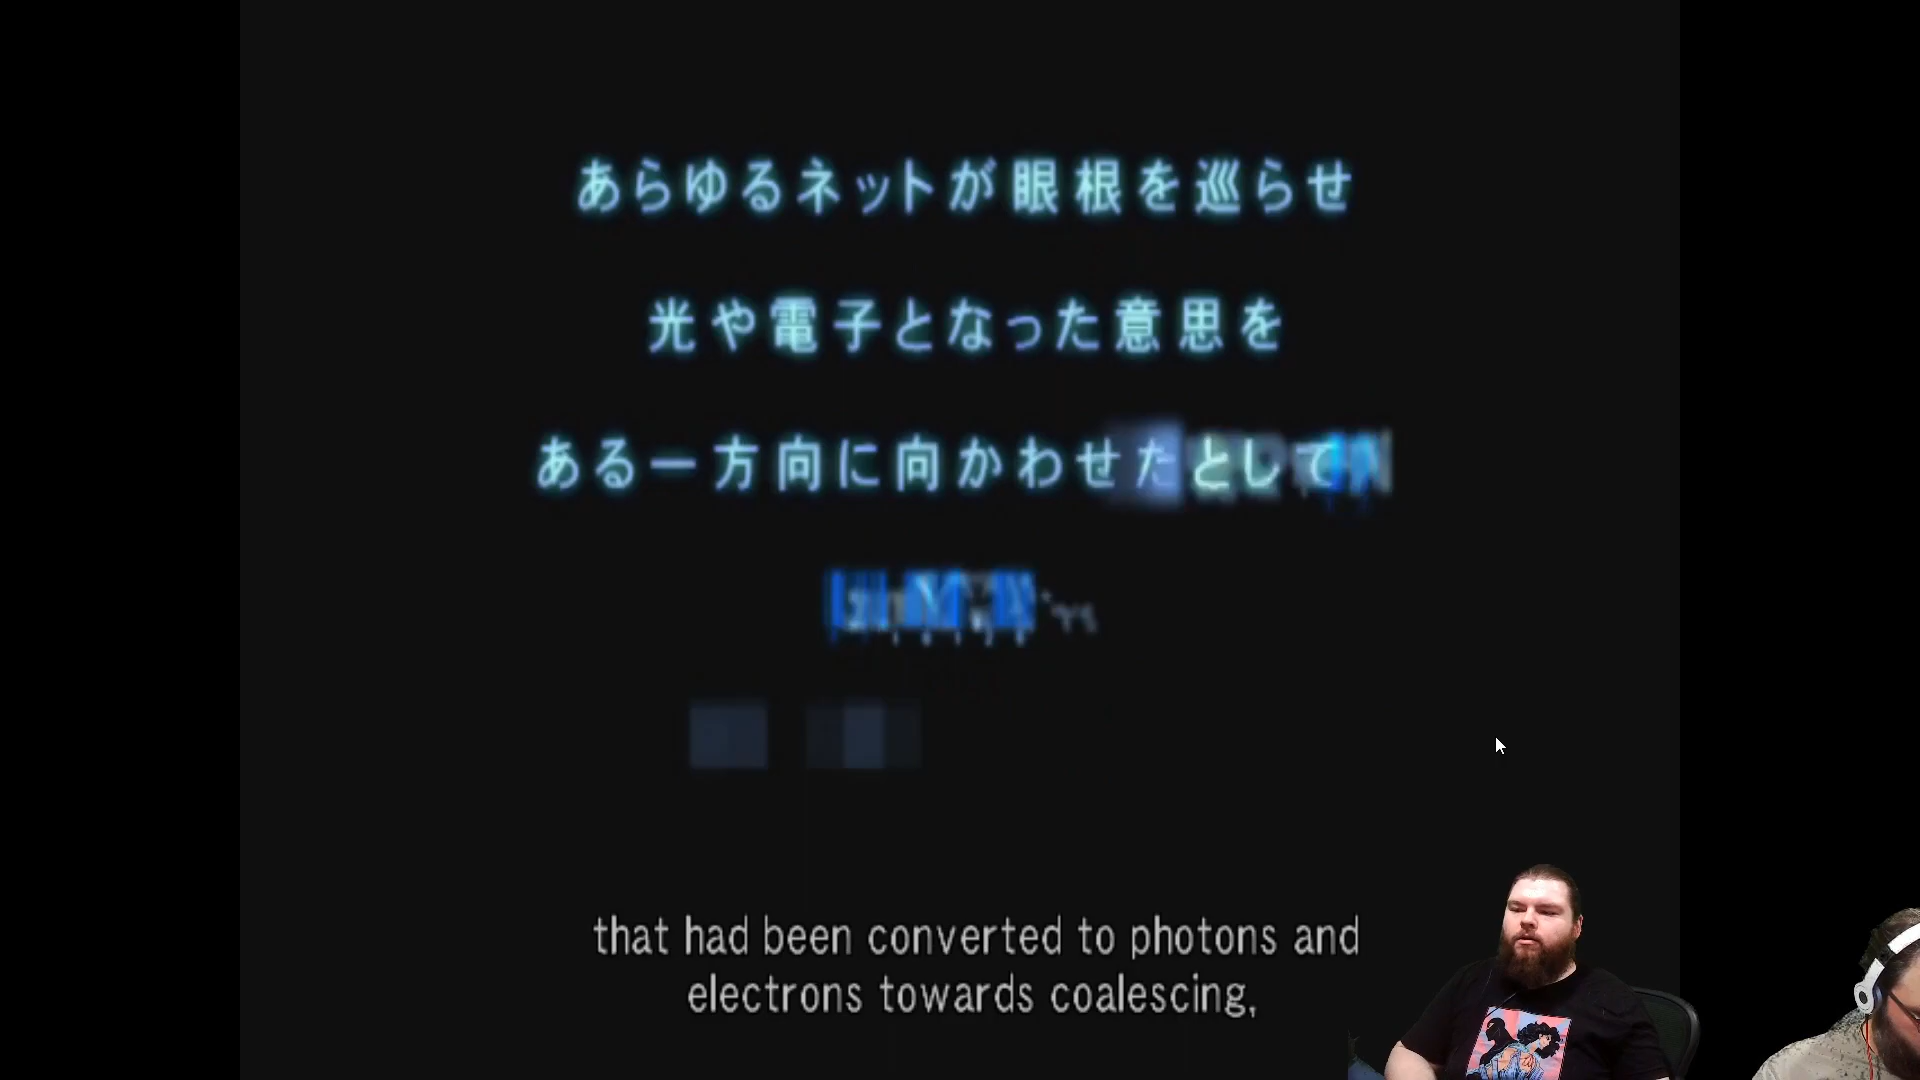 あらゆるネットが眼根を巡らせ
光や電子となった意思を
ある一方向に向かわせたとして
that had been converted to photons and
electrons towards coalescing,